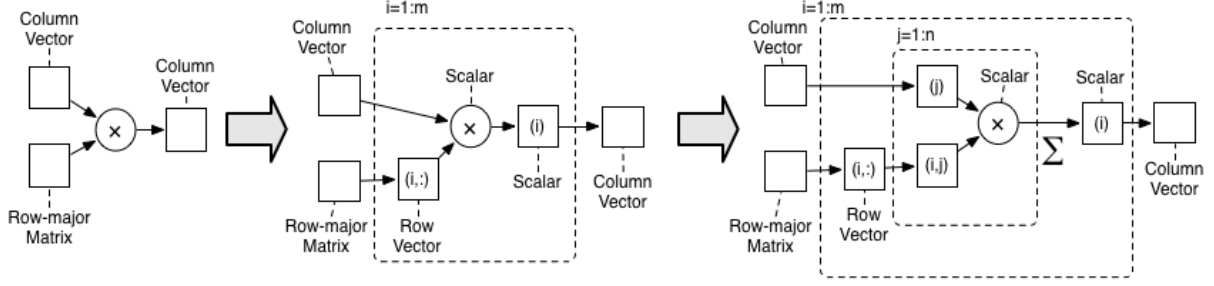 Column
Vector
Column
Vector
×
Row-major
Matrix
i=1:m
Column
Vector
Scalar
×
(i)
(i,:)
Scalar
Row-major
Matrix
Row
Vector
Column
Vector
i=1:m
j=1:n
Column
Vector
Scalar
Scalar
(j)
×
(i)
∑
(i,:)
(i,j)
Row-major
Matrix
Row
Vector
Column
Vector